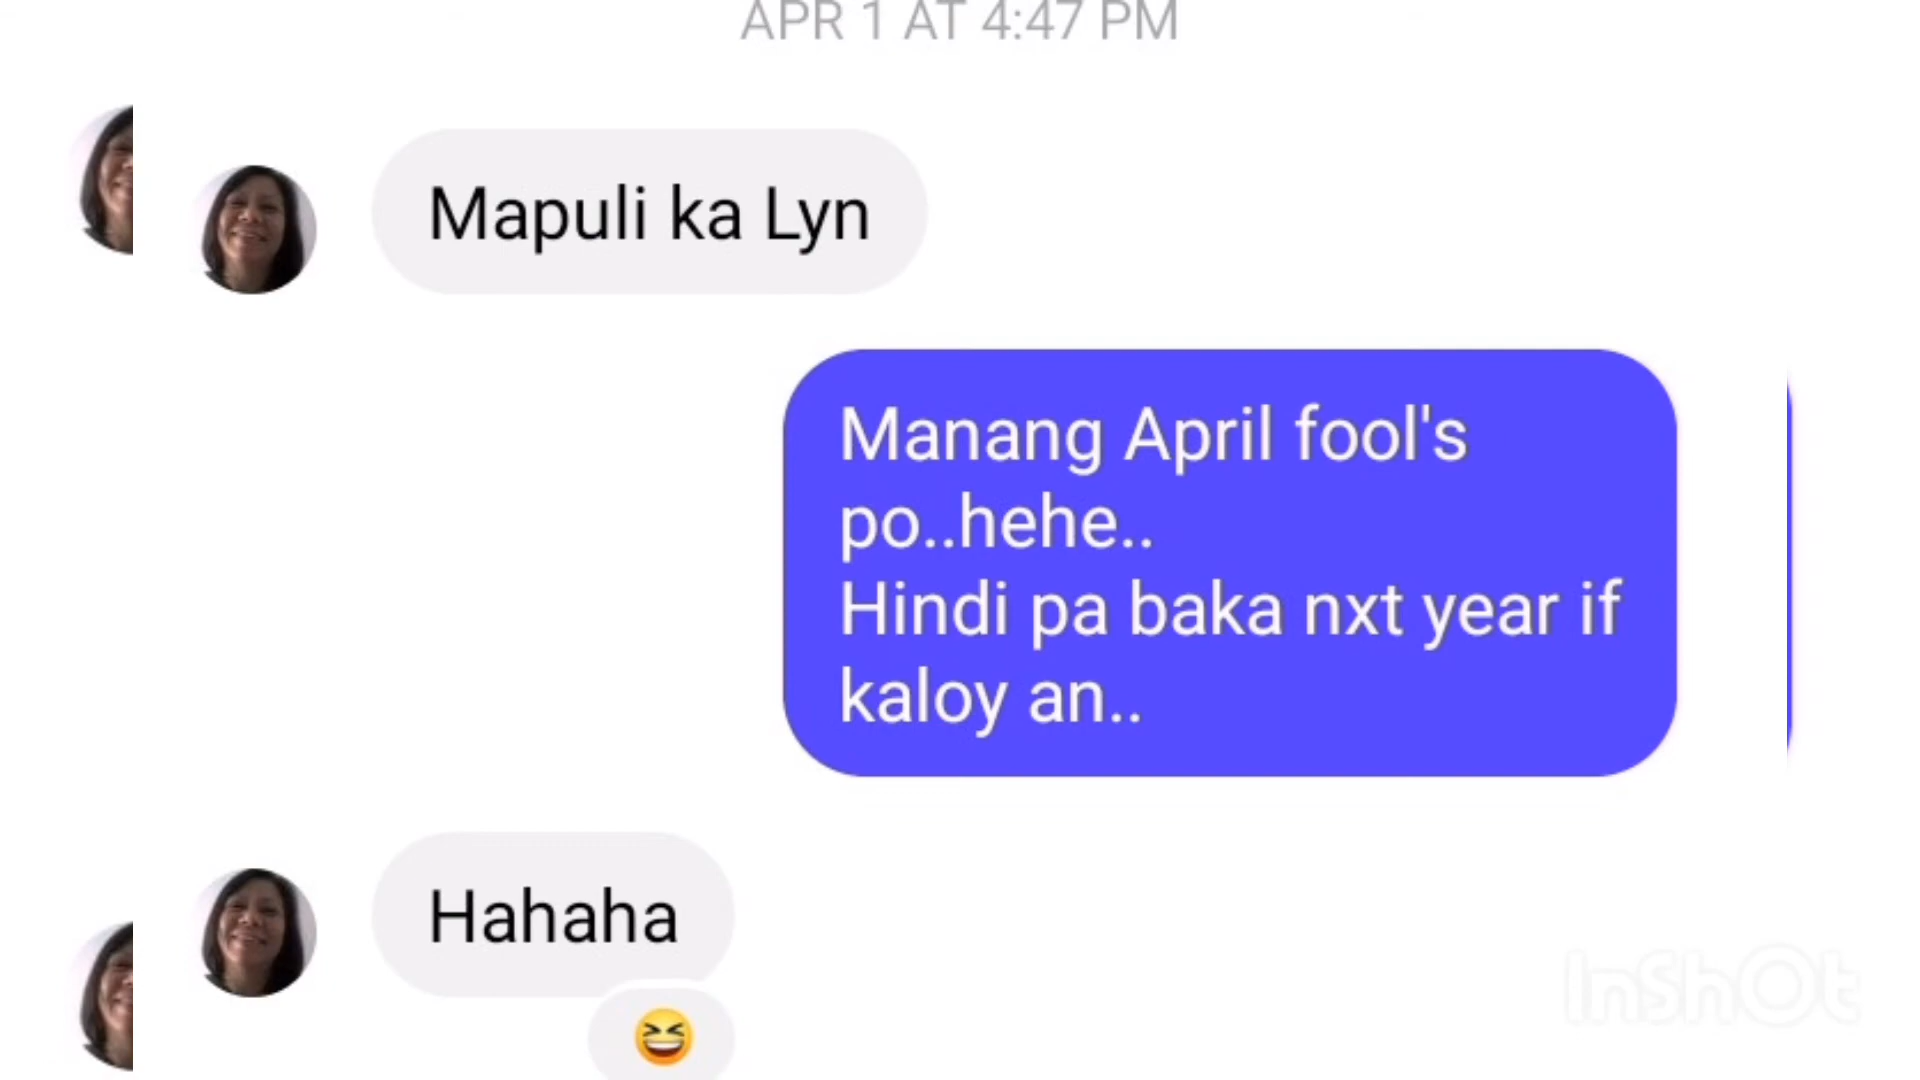 APR 1 AT 4:47 PM
Mapuli ka Lyn
Manang April fool's
po..hehe..
Hindi pa baka nxt year if
kaloy an..
Hahaha
InShOt